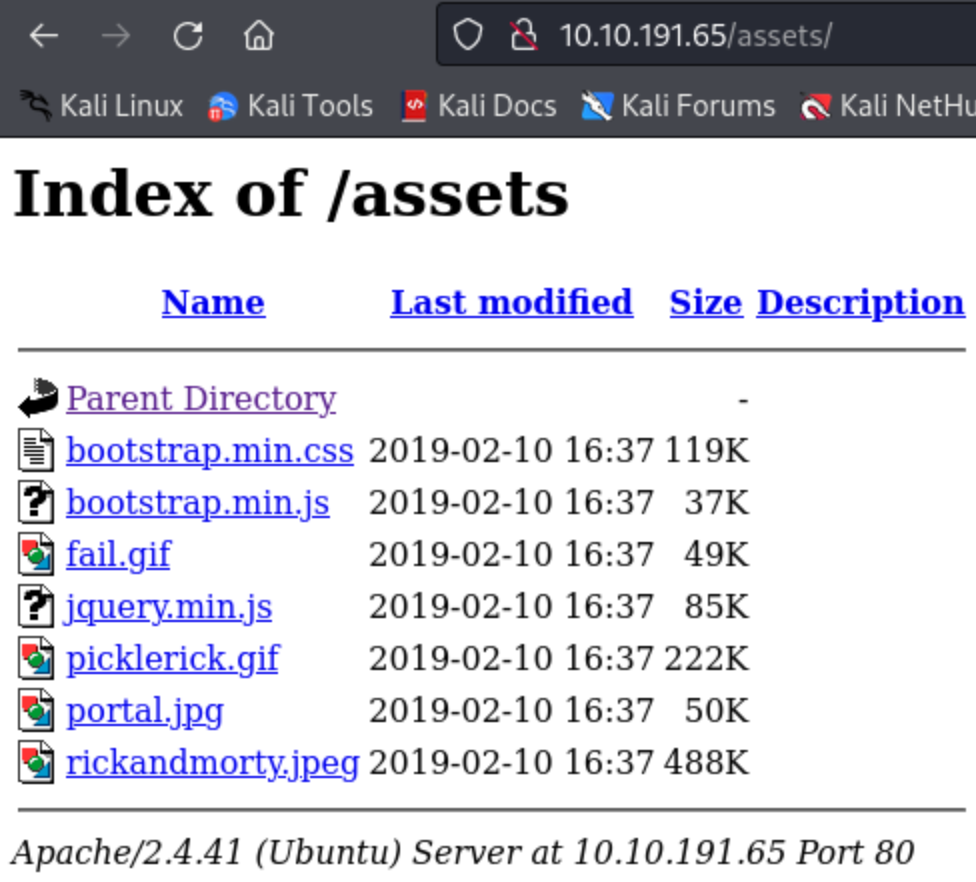 10.10.191.65/assets/
Kali Linux Kali Tools Kali Docs Kali Forums Kali NetHu
Index of /assets
Name Last modified Size Description
Parent Directory -
bootstrap.min.css 2019-02-10 16:37 119K
bootstrap.min.js 2019-02-10 16:37 37K
fail.gif 2019-02-10 16:37 49K
jquery.min.js 2019-02-10 16:37 85K
picklerick.gif 2019-02-10 16:37 222K
portal.jpg 2019-02-10 16:37 50K
rickandmorty.jpeg 2019-02-10 16:37 488K
Apache/2.4.41 (Ubuntu) Server at 10.10.191.65 Port 80